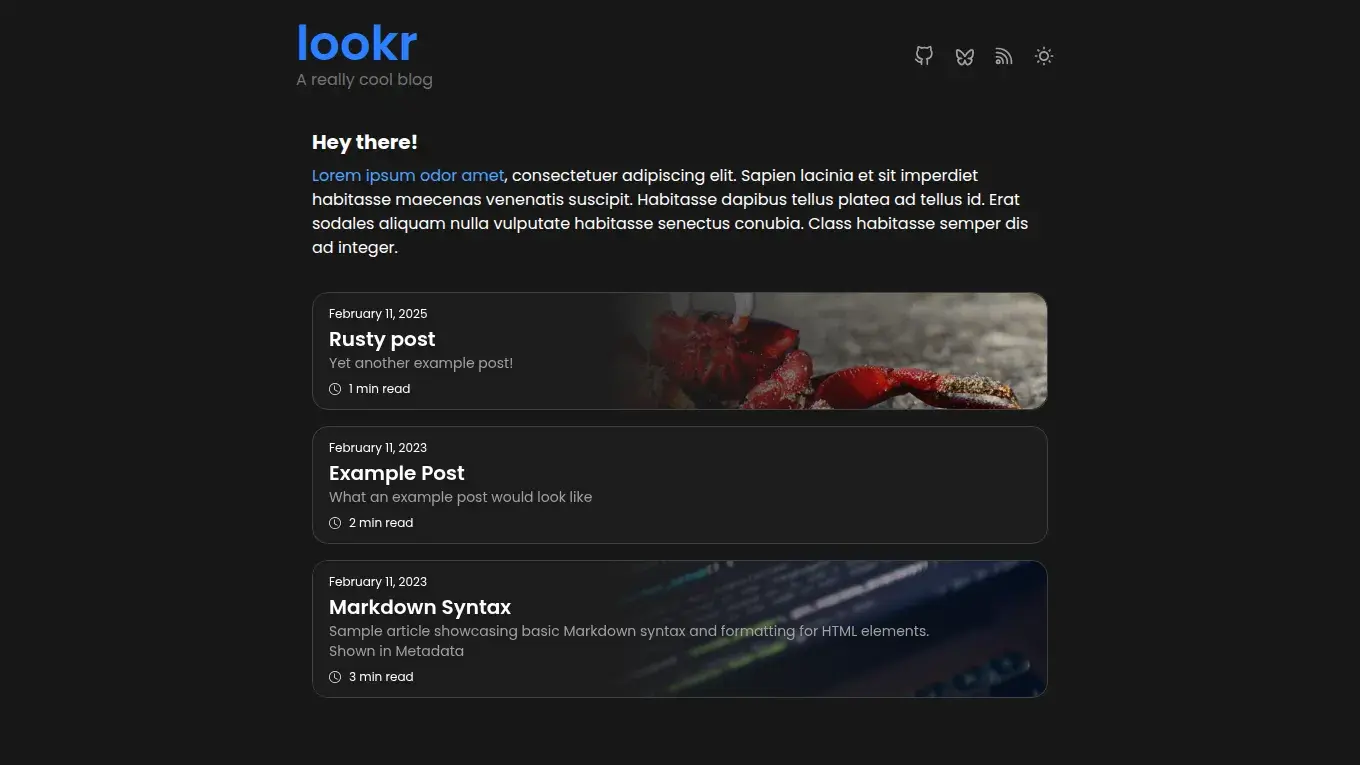 lookr
A really cool blog
Hey there!
Lorem ipsum odor amet, consectetuer adipiscing elit. Sapien lacinia et sit imperdiet
habitasse maecenas venenatis suscipit. Habitasse dapibus tellus platea ad tellus id. Erat
sodales aliquam nulla vulputate habitasse senectus conubia. Class habitasse semper dis
ad integer.
February 11, 2025
Rusty post
Yet another example post!
1 min read
February 11, 2023
Example Post
What an example post would look like
2 min read
February 11, 2023
Markdown Syntax
Sample article showcasing basic Markdown syntax and formatting for HTML elements.
Shown in Metadata
3 min read